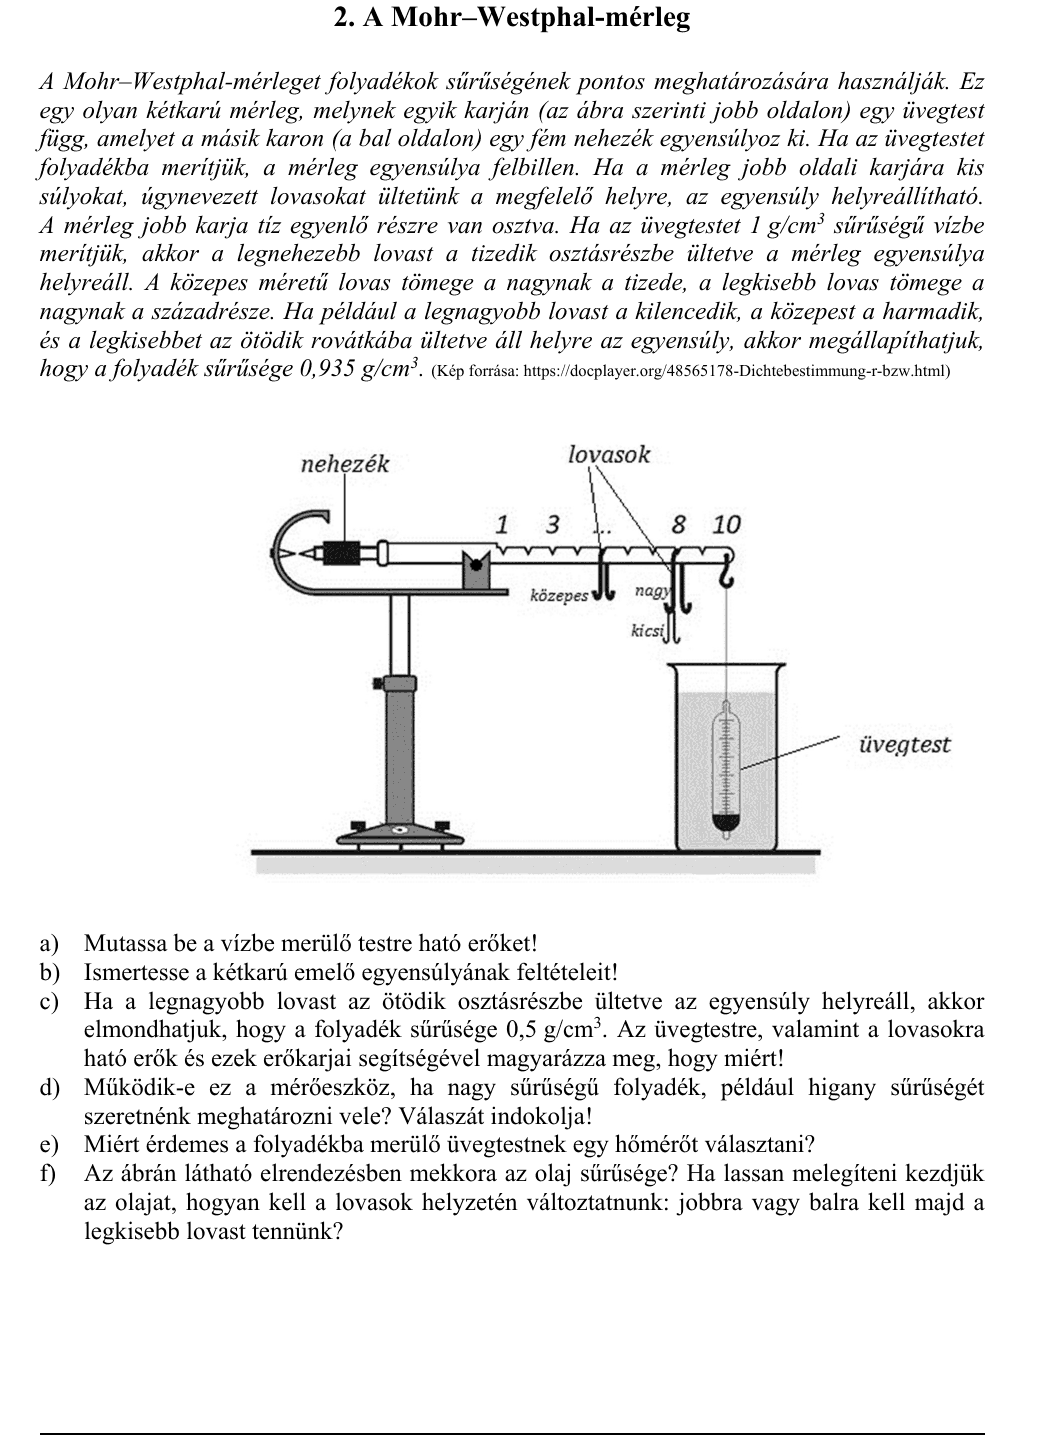 2. A Mohr–Westphal-mérleg
A Mohr–Westphal-mérleget folyadékok sűrűségének pontos meghatározására használják. Ez
egy olyan kétkarú mérleg, melynek egyik karján (az ábra szerinti jobb oldalon) egy üvegtest
függ, amelyet a másik karon (a bal oldalon) egy fém nehezék egyensúlyoz ki. Ha az üvegtestet
folyadékba merítjük, a mérleg egyensúlya felbillen. Ha a mérleg jobb oldali karjára kis
súlyokat, úgynevezett lovasokat ültetünk a megfelelő helyre, az egyensúly helyreállítható.
A mérleg jobb karja tíz egyenlő részre van osztva. Ha az üvegtestet 1 g/cm³ sűrűségű vízbe
merítjük, akkor a legnehezebb lovast a tizedik osztásrészbe ültetve a mérleg egyensúlya
helyreáll. A közepes méretű lovas tömege a nagynak a tizede, a legkisebb lovas tömege a
nagynak a századrésze. Ha például a legnagyobb lovast a kilencedik, a közepest a harmadik,
és a legkisebbet az ötödik rovátkába ültetve áll helyre az egyensúly, akkor megállapíthatjuk,
hogy a folyadék sűrűsége 0,935 g/cm³. (Kép forrása: https://docplayer.org/48565178-Dichtebestimmung-r-bzw.html)
lovasok
nehezék
1 3 ... 8 10
közepes
nagy
kicsi
üvegtest
a) Mutassa be a vízbe merülő testre ható erőket!
b) Ismertesse a kétkarú emelő egyensúlyának feltételeit!
c) Ha a legnagyobb lovast az ötödik osztásrészbe ültetve az egyensúly helyreáll, akkor
elmondhatjuk, hogy a folyadék sűrűsége 0,5 g/cm³. Az üvegtestre, valamint a lovasokra
ható erők és ezek erőkarjai segítségével magyarázza meg, hogy miért!
d) Működik-e ez a mérőeszköz, ha nagy sűrűségű folyadék, például higany sűrűségét
szeretnénk meghatározni vele? Válaszát indokolja!
e) Miért érdemes a folyadékba merülő üvegtestnek egy hőmérőt választani?
f) Az ábrán látható elrendezésben mekkora az olaj sűrűsége? Ha lassan melegíteni kezdjük
az olajat, hogyan kell a lovasok helyzetén változtatnunk: jobbra vagy balra kell majd a
legkisebb lovast tennünk?